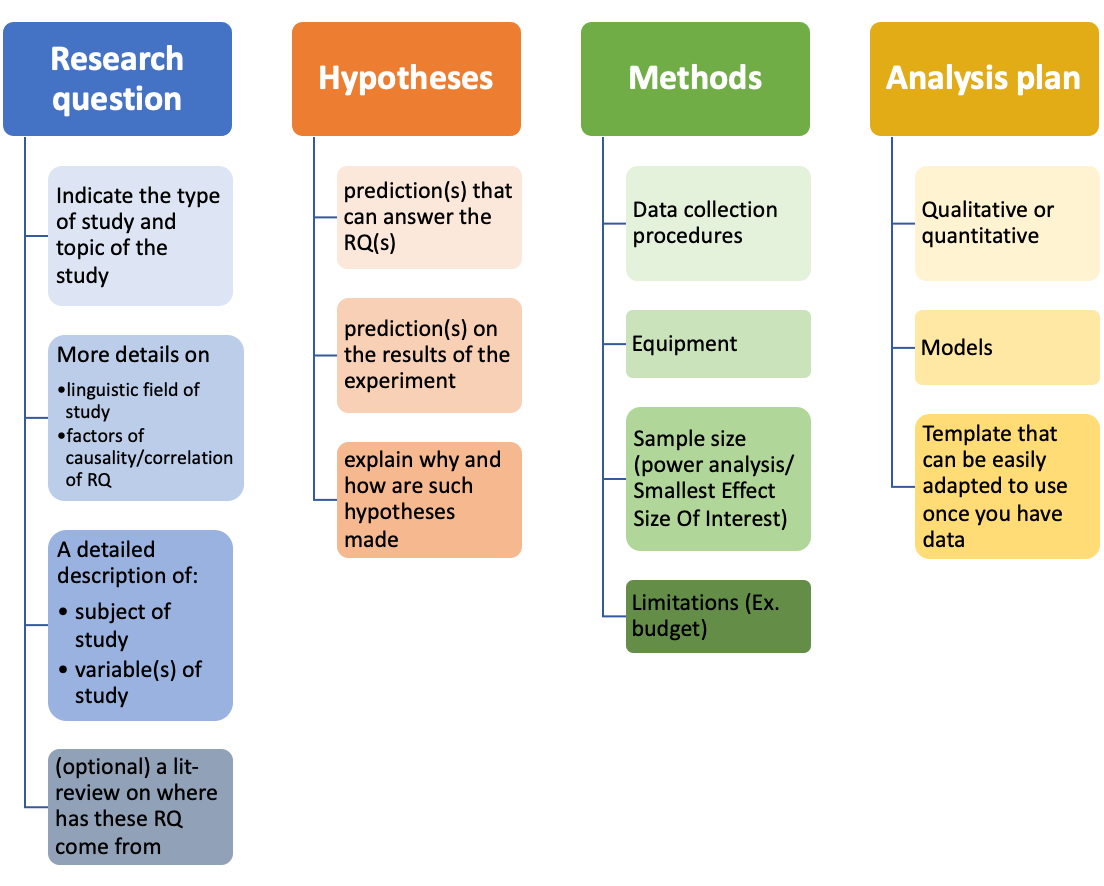 Research
question
Indicate the type
of study and
topic of the
study
More details on
•linguistic field of
study
•factors of
causality/correlation
of RQ
A detailed
description of:
• subject of
study
• variable(s) of
study
(optional) a lit-
review on where
has these RQ
come from
Hypotheses
prediction(s) that
can answer the
RQ(s)
prediction(s) on
the results of the
experiment
explain why and
how are such
hypotheses
made
Methods
Data collection
procedures
Equipment
Sample size
(power analysis/
Smallest Effect
Size Of Interest)
Limitations (Ex.
budget)
Analysis plan
Qualitative or
quantitative
Models
Template that
can be easily
adapted to use
once you have
data